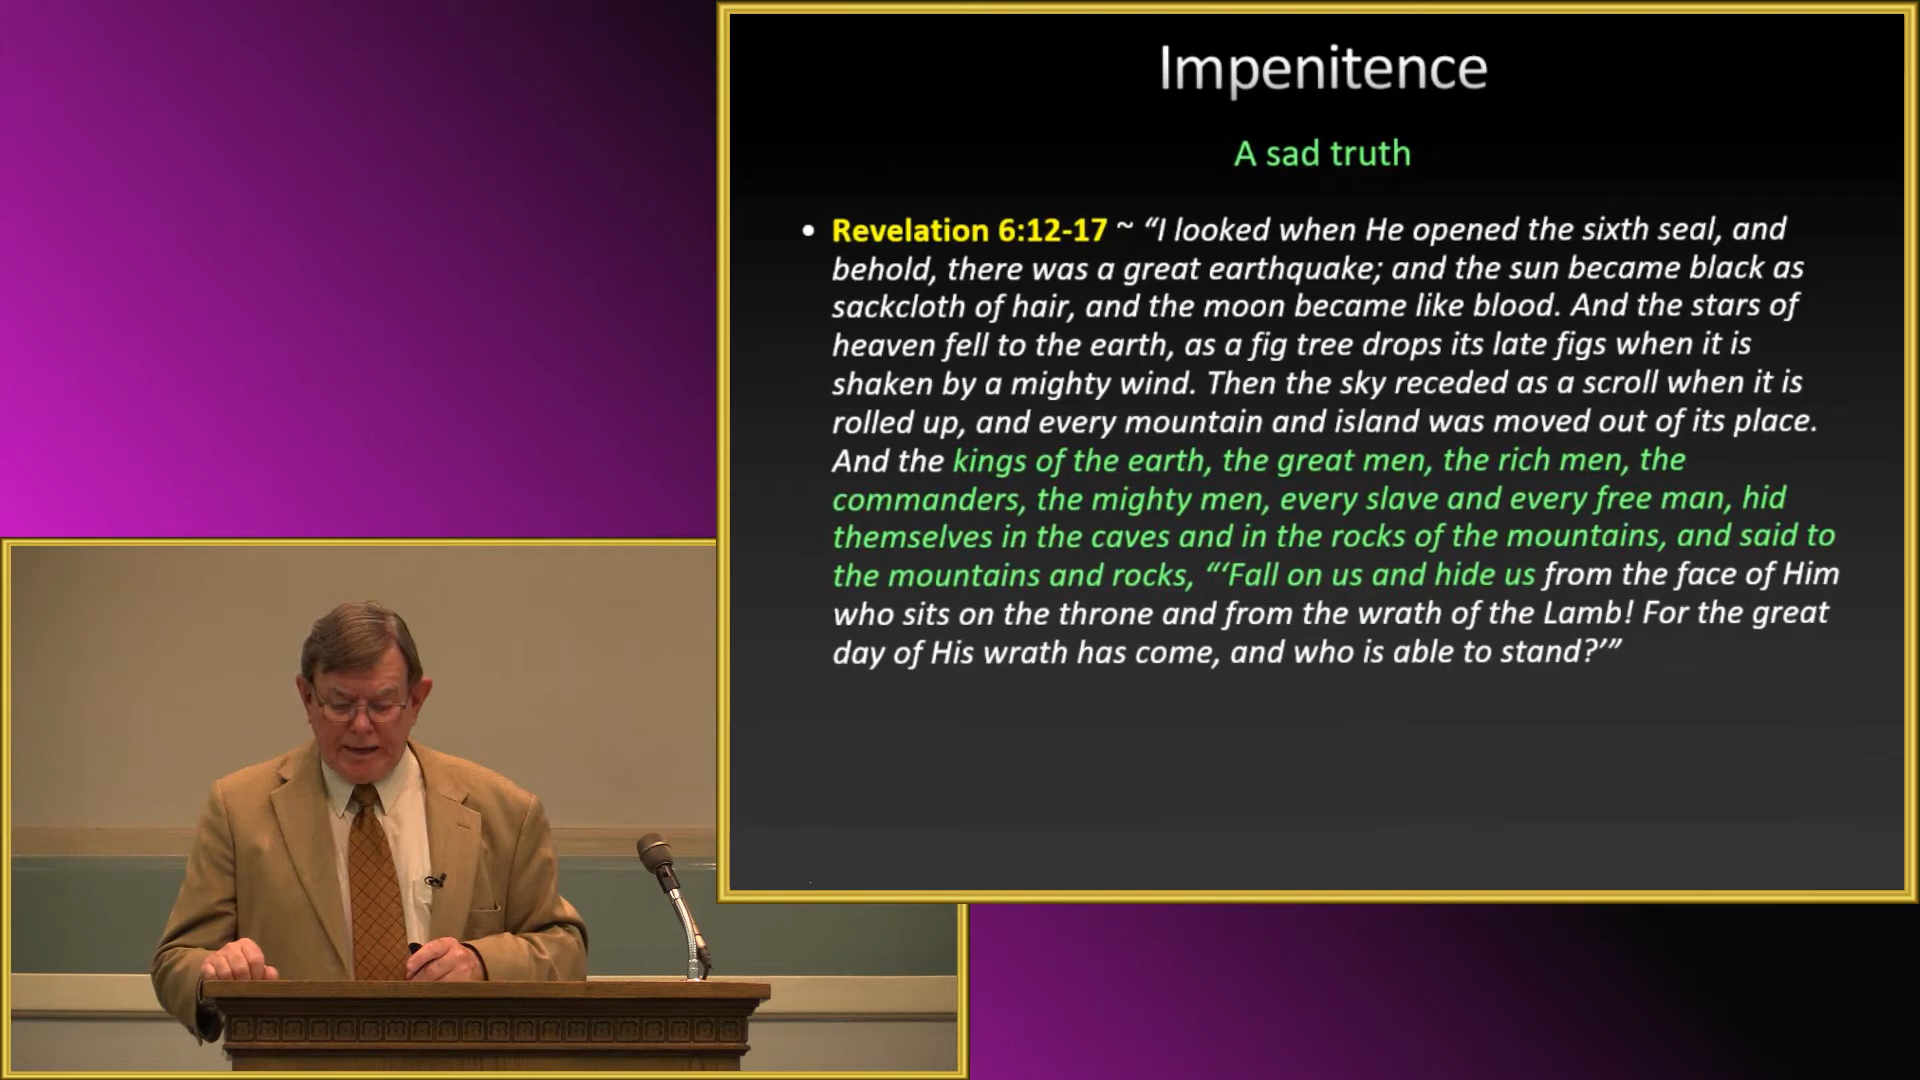 Impenitence
A sad truth
• Revelation 6:12-17 ~ “I looked when He opened the sixth seal, and
behold, there was a great earthquake; and the sun became black as
sackcloth of hair, and the moon became like blood. And the stars of
heaven fell to the earth, as a fig tree drops its late figs when it is
shaken by a mighty wind. Then the sky receded as a scroll when it is
rolled up, and every mountain and island was moved out of its place.
And the kings of the earth, the great men, the rich men, the
commanders, the mighty men, every slave and every free man, hid
themselves in the caves and in the rocks of the mountains, and said to
the mountains and rocks, “‘Fall on us and hide us from the face of Him
who sits on the throne and from the wrath of the Lamb! For the great
day of His wrath has come, and who is able to stand?’”